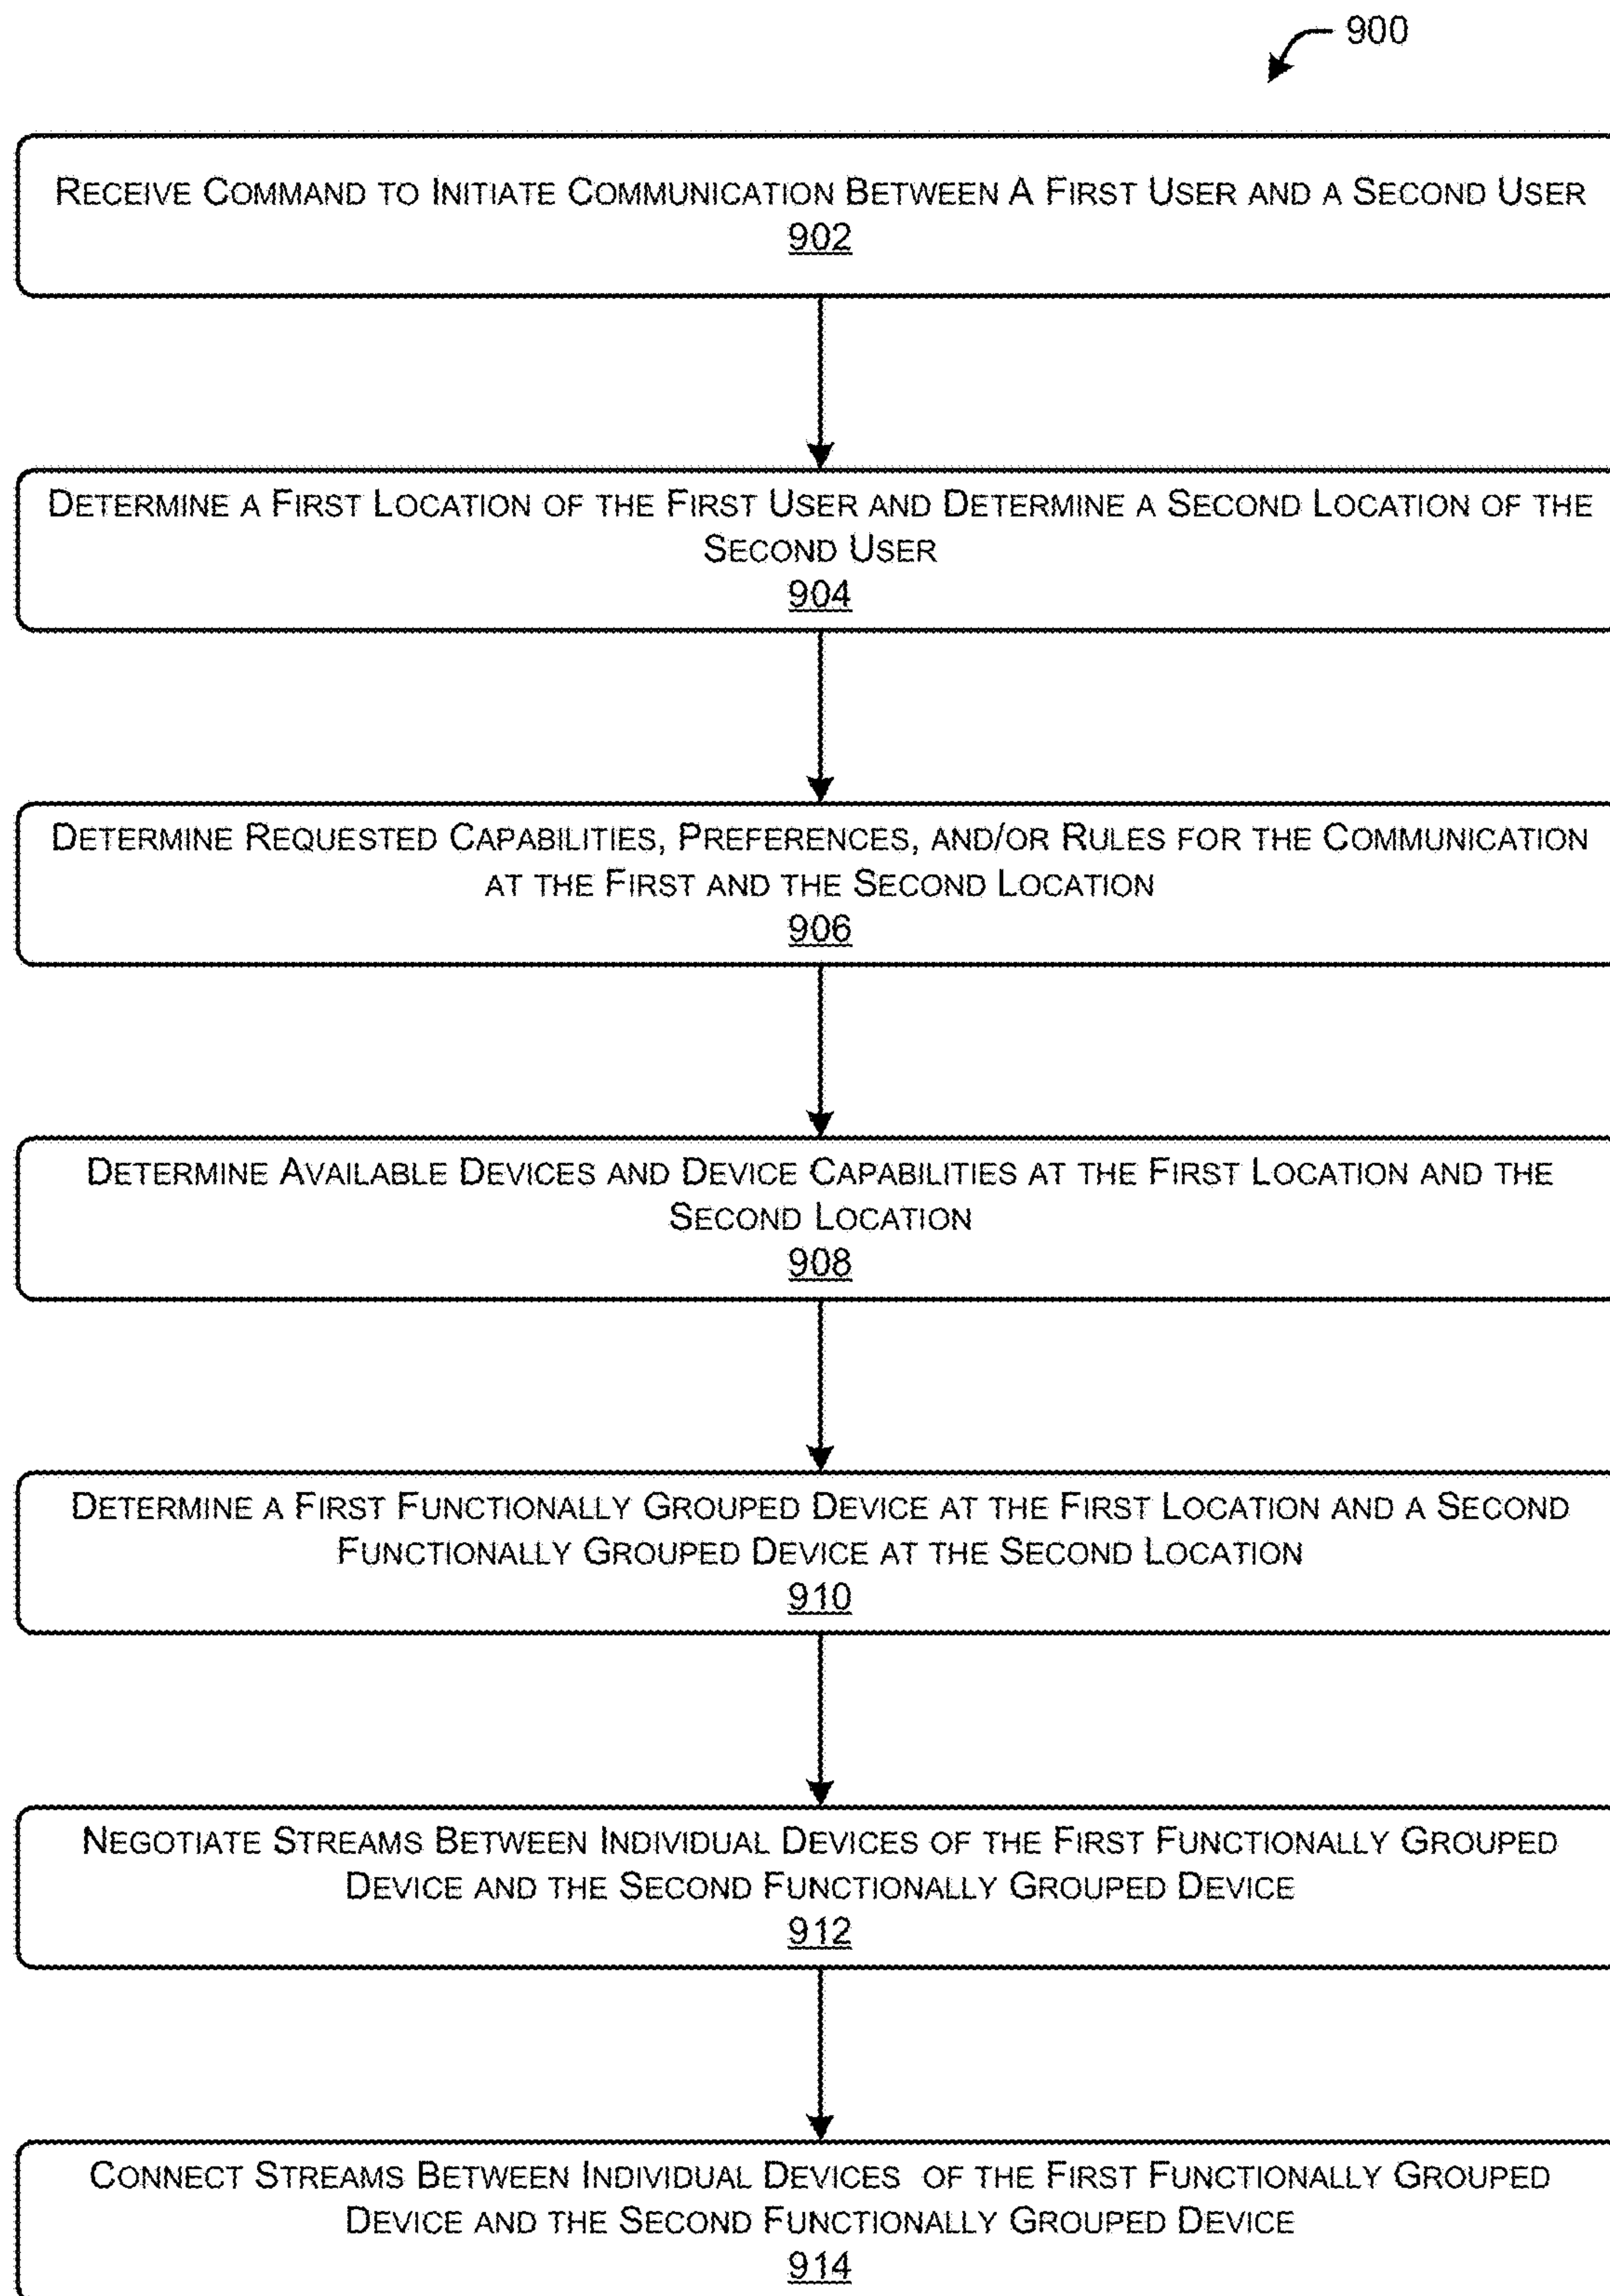 900
RECEIVE COMMAND TO INITIATE COMMUNICATION BETWEEN A FIRST USER AND A SECOND USER
902
DETERMINE A FIRST LOCATION OF THE FIRST USER AND DETERMINE A SECOND LOCATION OF THE
SECOND USER
904
DETERMINE REQUESTED CAPABILITIES, PREFERENCES, AND/OR RULES FOR THE COMMUNICATION
AT THE FIRST AND THE SECOND LOCATION
906
DETERMINE AVAILABLE DEVICES AND DEVICE CAPABILITIES AT THE FIRST LOCATION AND THE
SECOND LOCATION
908
DETERMINE A FIRST FUNCTIONALLY GROUPED DEVICE AT THE FIRST LOCATION AND A SECOND
FUNCTIONALLY GROUPED DEVICE AT THE SECOND LOCATION
910
NEGOTIATE STREAMS BETWEEN INDIVIDUAL DEVICES OF THE FIRST FUNCTIONALLY GROUPED
DEVICE AND THE SECOND FUNCTIONALLY GROUPED DEVICE
912
CONNECT STREAMS BETWEEN INDIVIDUAL DEVICES OF THE FIRST FUNCTIONALLY GROUPED
DEVICE AND THE SECOND FUNCTIONALLY GROUPED DEVICE
914